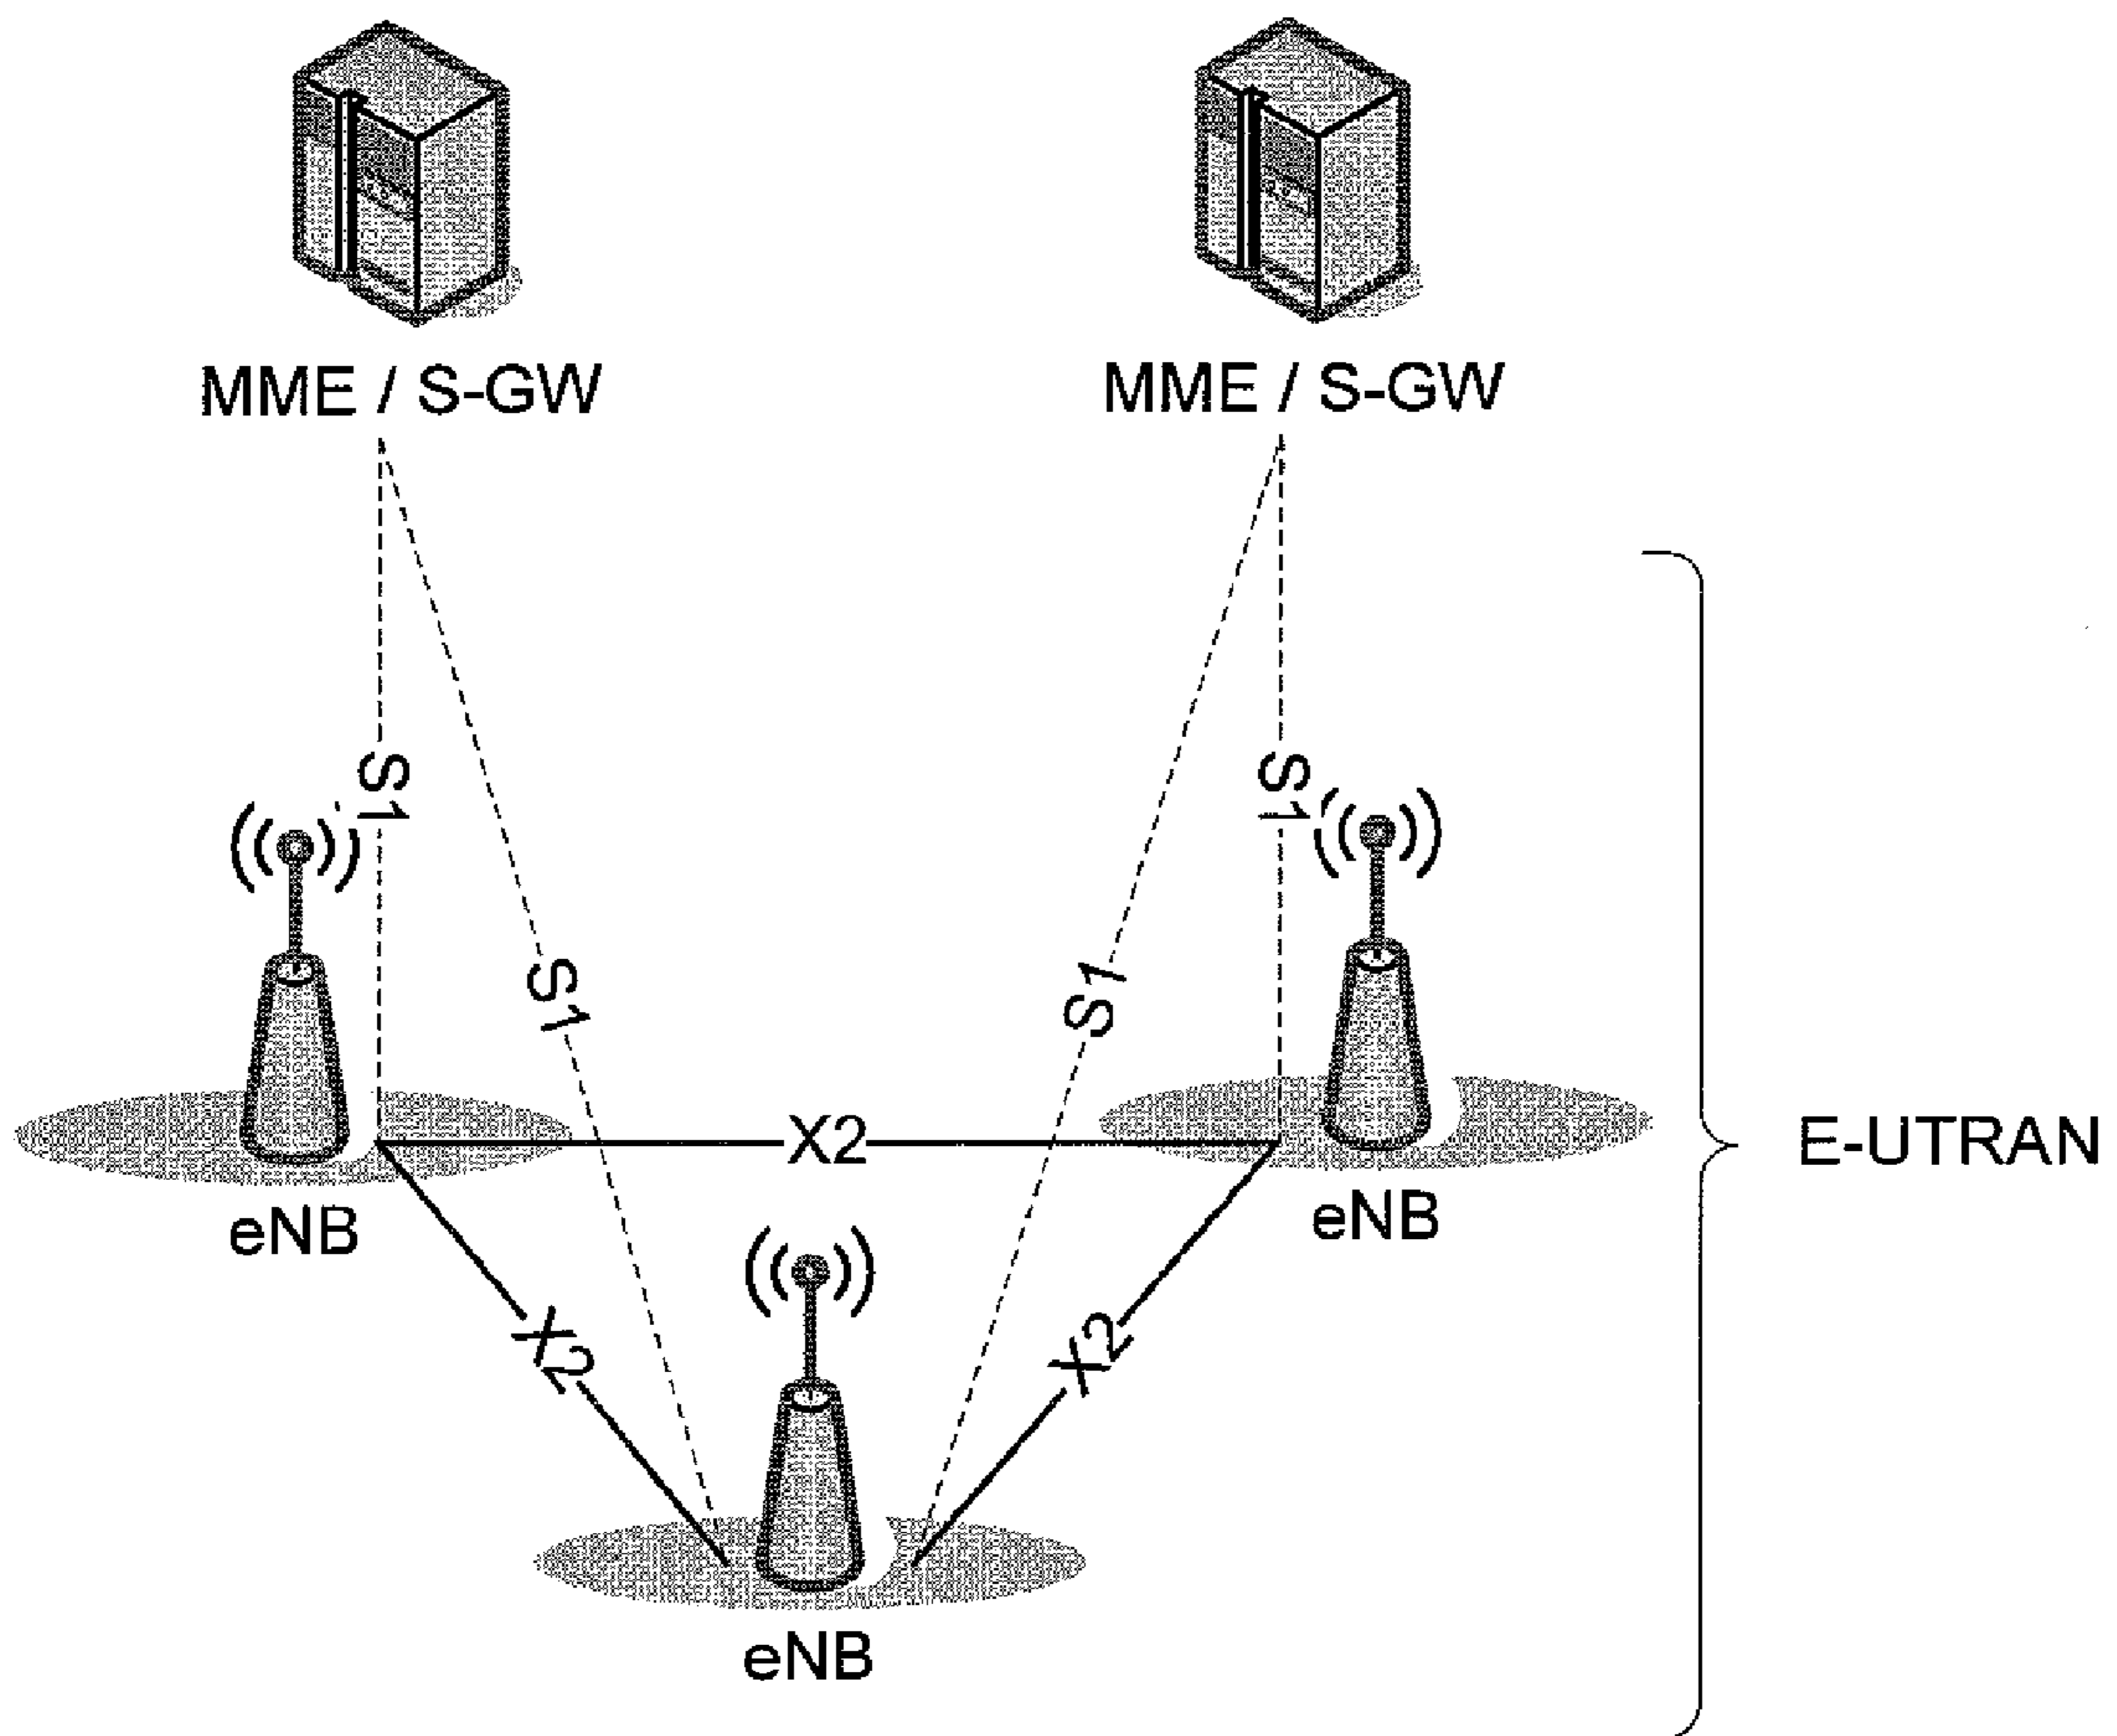 MME / S-GW
MME / S-GW
S1
S1
S1
S1
X2
E-UTRAN
eNB
eNB
X2
X2
eNB